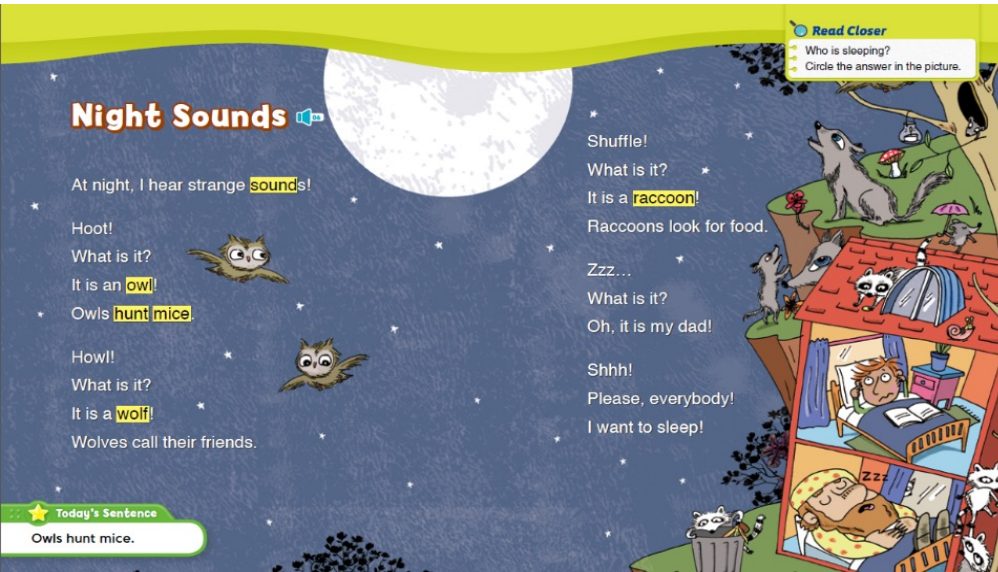 Read Closer
Who is sleeping?
Circle the answer in the picture.
Night Sounds
06
At night, I hear strange sounds!
Hoot!
What is it?
It is an owl!
Owls hunt mice.
Howl!
What is it?
It is a wolf!
Wolves call their friends.
Shuffle!
What is it?
It is a raccoon!
Raccoons look for food.
Zzz...
What is it?
Oh, it is my dad!
Shhh!
Please, everybody!
I want to sleep!
Zzz
Today's Sentence
Owls hunt mice.